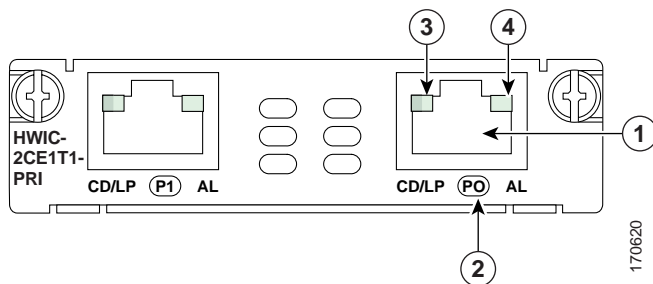 3 4
1
HWIC-
2CE1T1-
PRI
CD/LP P1 AL CD/LP PO AL
2
170620